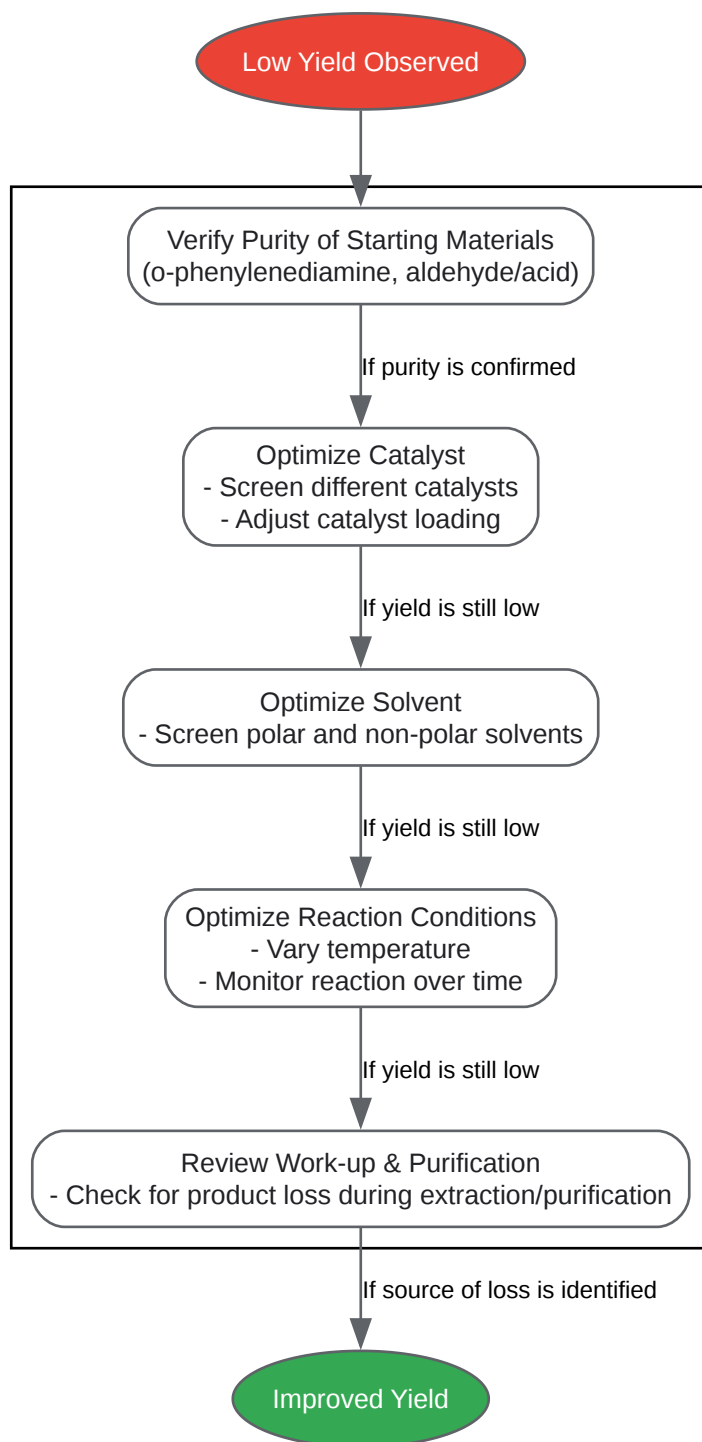 Low Yield Observed
Verify Purity of Starting Materials
(o-phenylenediamine, aldehyde/acid)
If purity is confirmed
Optimize Catalyst
- Screen different catalysts
- Adjust catalyst loading
If yield is still low
Optimize Solvent
- Screen polar and non-polar solvents
If yield is still low
Optimize Reaction Conditions
- Vary temperature
- Monitor reaction over time
If yield is still low
Review Work-up & Purification
- Check for product loss during extraction/purification
If source of loss is identified
Improved Yield